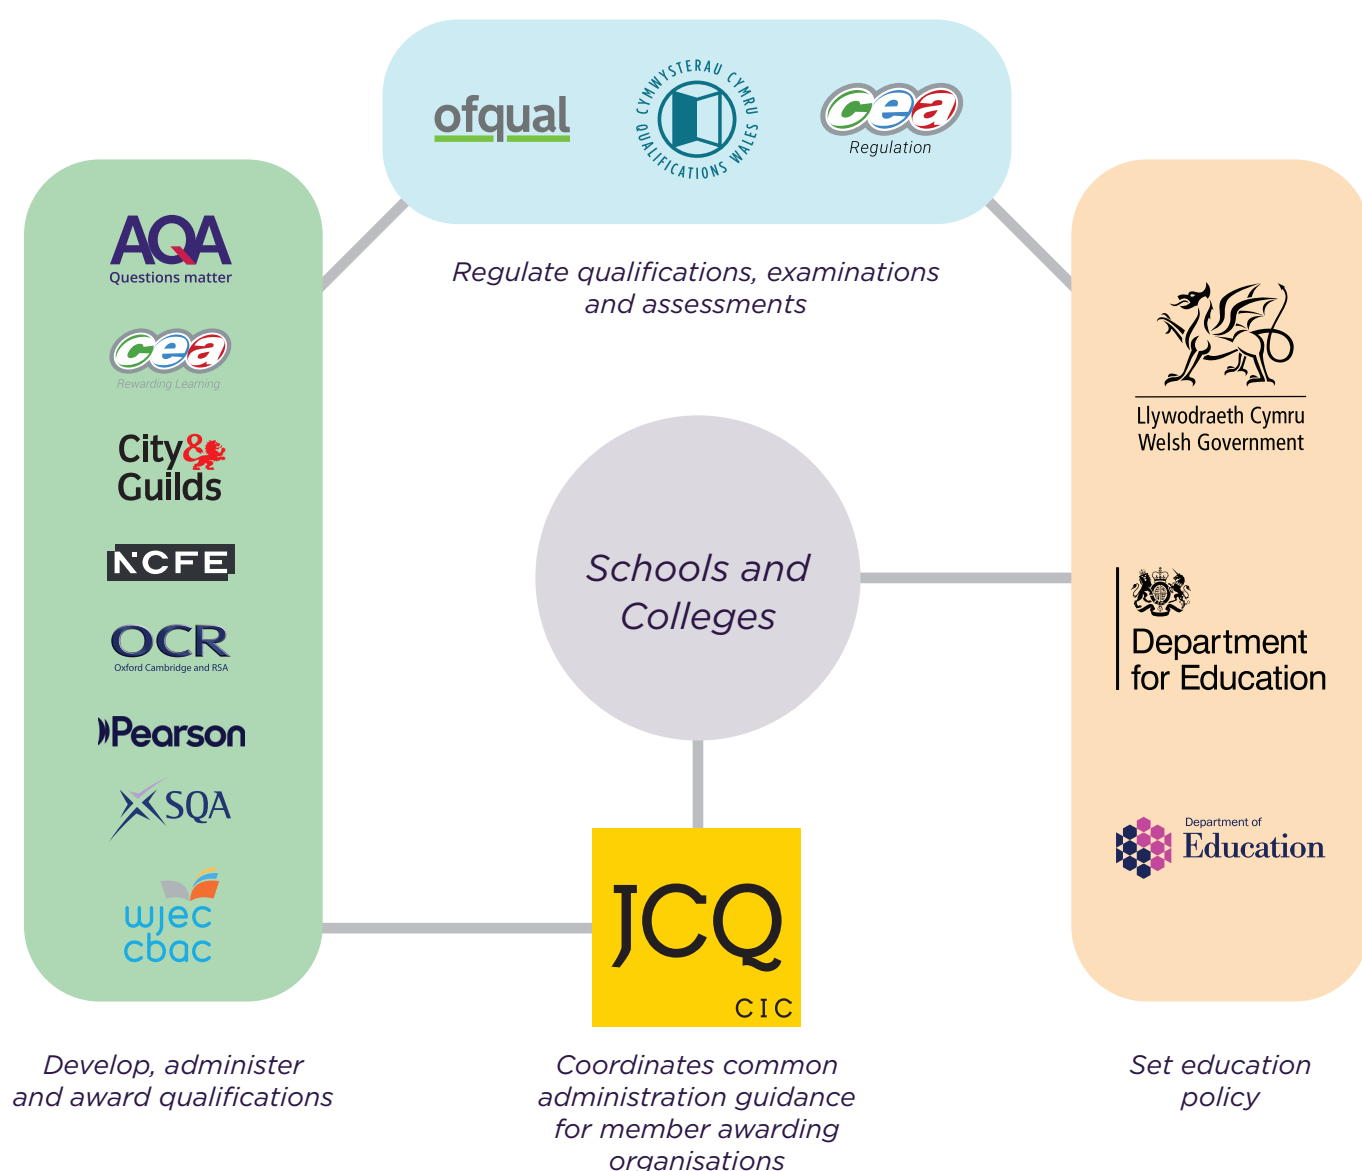 ofqual
CYMWYSTERAU CYMRU
QUALIFICATIONS WALES
cea
Regulation
Regulate qualifications, examinations
and assessments
AQA
Questions matter
cea
Rewarding Learning
City&
Guilds
NCFE
OCR
Oxford Cambridge and RSA
Pearson
SQA
wjec
cbac
Develop, administer
and award qualifications
Schools and
Colleges
JCQ
CIC
Coordinates common
administration guidance
for member awarding
organisations
Llywodraeth Cymru
Welsh Government
Department
for Education
Department of
Education
Set education
policy